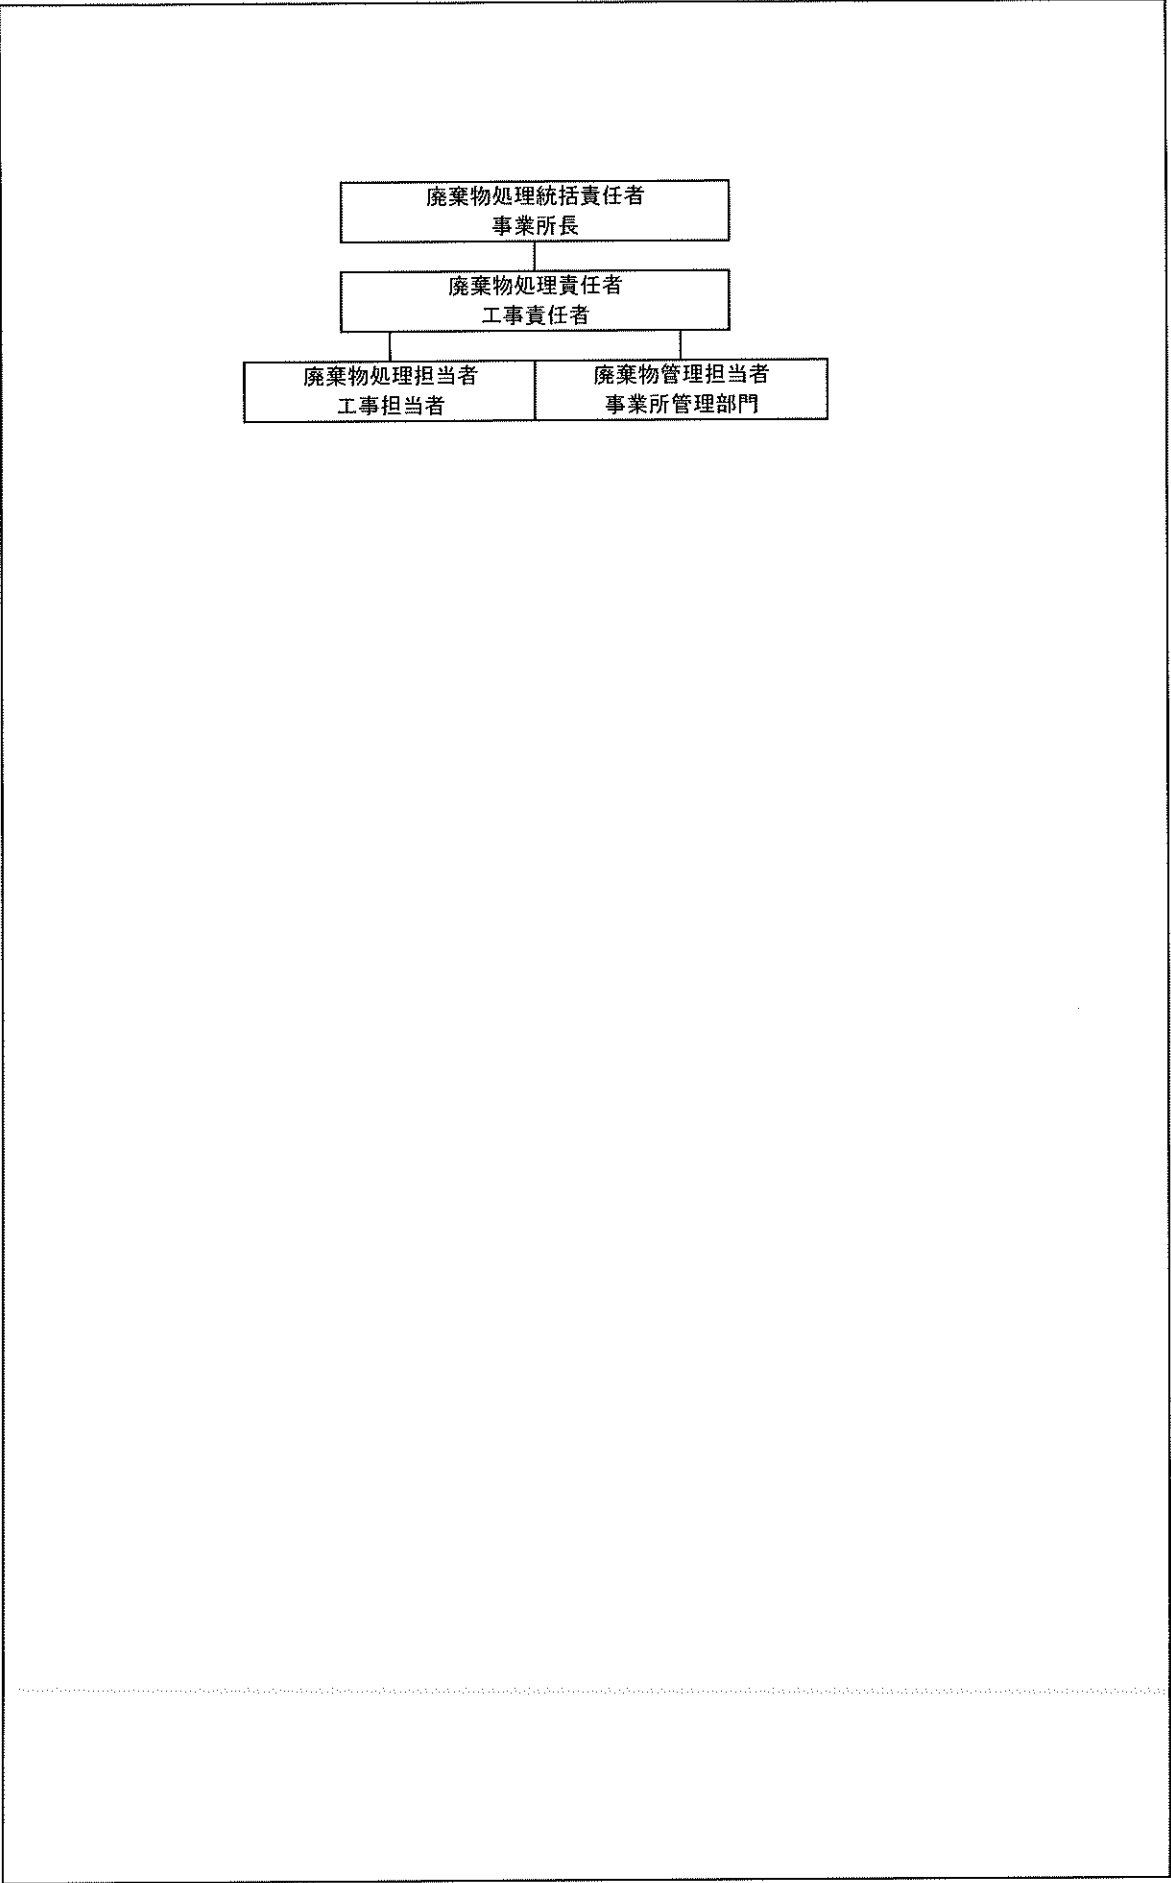 廃棄物処理統括責任者
事業所長
廃棄物処理責任者
工事責任者
廃棄物処理担当者
工事担当者
廃棄物管理担当者
事業所管理部門